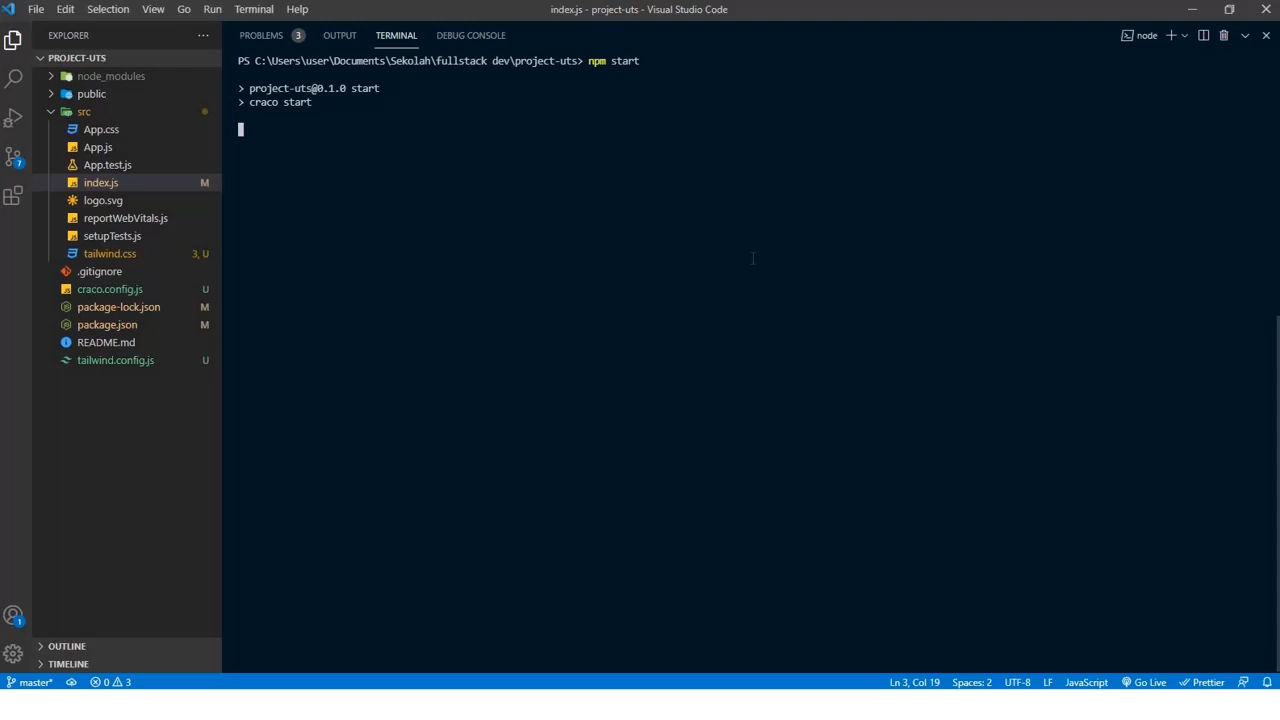 File Edit Selection View Go Run Terminal Help index.js - project-uts - Visual Studio Code
EXPLORER
PROJECT-UTS
node_modules
public
src
App.css
App.js
App.test.js
index.js M
logo.svg
reportWebVitals.js
setupTests.js
tailwind.css 3, U
.gitignore
craco.config.js U
package-lock.json M
package.json M
README.md
tailwind.config.js U
OUTLINE
TIMELINE
7
1
PROBLEMS 3 OUTPUT TERMINAL DEBUG CONSOLE node
PS C:\Users\user\Documents\Sekolah\fullstack dev\project-uts> npm start
> project-uts@0.1.0 start
> craco start
master* 0 3 Ln 3, Col 19 Spaces: 2 UTF-8 LF JavaScript Go Live Prettier